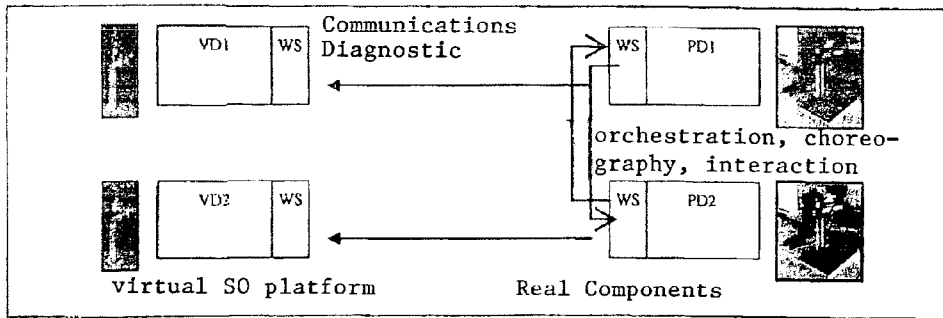 Communications
Diagnostic
VD1 WS
WS PD1
orchestration, choreo-
graphy, interaction
VD2 WS
WS PD2
virtual SO platform
Real Components